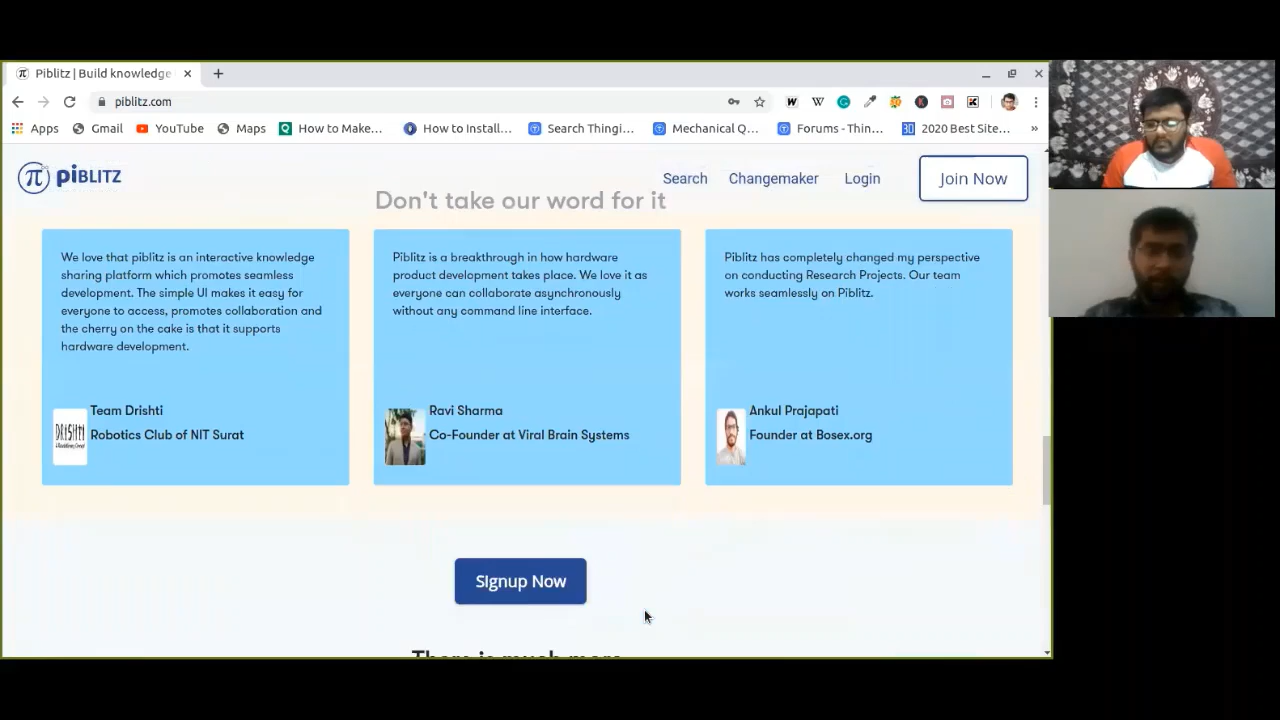 Piblitz | Build knowledge
piblitz.com
Apps
Gmail
YouTube
Maps
How to Make...
How to Install...
Search Thingi...
Mechanical Q...
Forums - Thin...
2020 Best Site...
»
π piBLITZ
Search
Changemaker
Login
Join Now
Don't take our word for it
We love that piblitz is an interactive knowledge
sharing platform which promotes seamless
development. The simple UI makes it easy for
everyone to access, promotes collaboration and
the cherry on the cake is that it supports
hardware development.
DRISHTI
Team Drishti
Robotics Club of NIT Surat
Piblitz is a breakthrough in how hardware
product development takes place. We love it as
everyone can collaborate asynchronously
without any command line interface.
Ravi Sharma
Co-Founder at Viral Brain Systems
Piblitz has completely changed my perspective
on conducting Research Projects. Our team
works seamlessly on Piblitz.
Ankul Prajapati
Founder at Bosex.org
SIgnup Now
There is much more